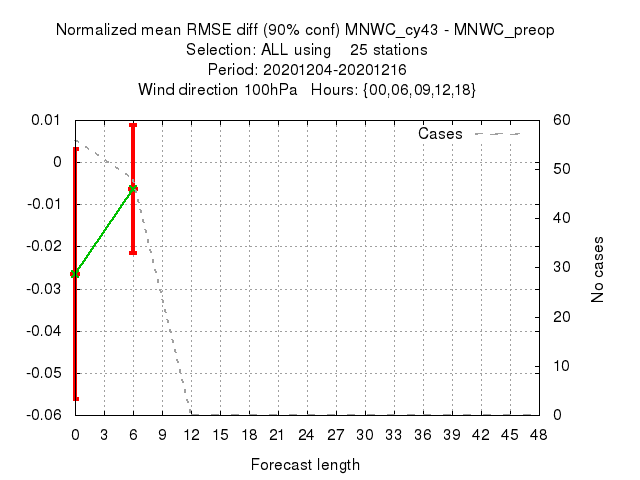 Normalized mean RMSE diff (90% conf) MNWC_cy43 - MNWC_preop
Selection: ALL using    25 stations
Period: 20201204-20201216
Wind direction 100hPa   Hours: {00,06,09,12,18}
Cases
0.01
0
-0.01
-0.02
-0.03
-0.04
-0.05
-0.06
60
50
40
30
20
10
0
No cases
0 3 6 9 12 15 18 21 24 27 30 33 36 39 42 45 48
Forecast length